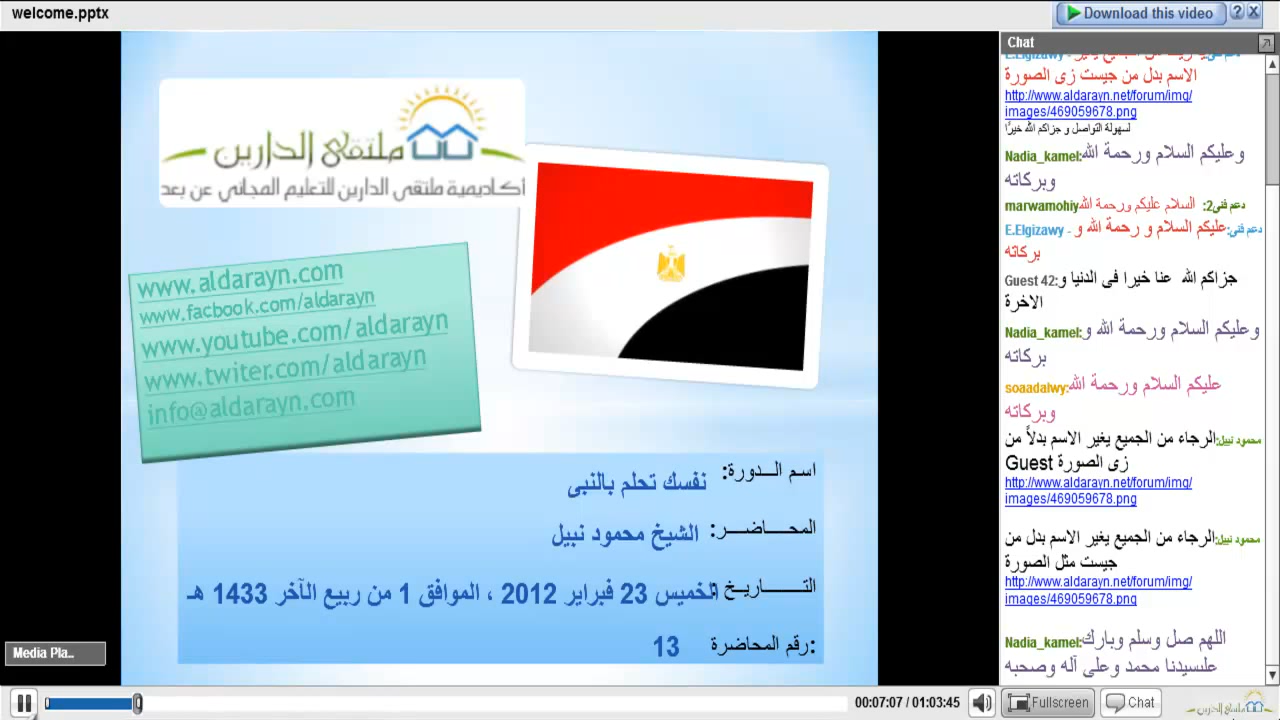 welcome.pptx
Download this video
?
X
ملتقى الدارين
أكاديمية ملتقى الدارين للتعليم المجاني عن بعد
www.aldarayn.com
www.facbook.com/aldarayn
www.youtube.com/aldarayn
www.twiter.com/aldarayn
info@aldarayn.com
اسم الـــدورة: نفسك تحلم بالنبى
المحـــــاضـــــر: الشيخ محمود نبيل
التـــــــــاريـــخ: الخميس 23 فبراير 2012 ، الموافق 1 من ربيع الآخر 1433 هـ
رقم المحاضرة: 13
Media Pla..
Chat
E.Elgizawy -
الاسم بدل من جيست زى الصورة
http://www.aldarayn.net/forum/img/
images/469059678.png
لسهولة التواصل و جزاكم الله خيرًا
Nadia_kamel: وعليكم السلام ورحمة الله
وبركاته
marwamohiy دعم فنى2: السلام عليكم ورحمة الله
E.Elgizawy - دعم فنى: عليكم السلام و رحمة الله و
بركاته
Guest 42: جزاكم الله عنا خيرا فى الدنيا و
الاخرة
Nadia_kamel: وعليكم السلام ورحمة الله و
بركاته
soaadalwy: عليكم السلام ورحمة الله
وبركاته
محمود نبيل: الرجاء من الجميع يغير الاسم بدلاً من
Guest زى الصورة
http://www.aldarayn.net/forum/img/
images/469059678.png
محمود نبيل: الرجاء من الجميع يغير الاسم بدل من
جيست مثل الصورة
http://www.aldarayn.net/forum/img/
images/469059678.png
Nadia_kamel: اللهم صل وسلم وبارك
علىسيدنا محمد وعلى آله وصحبه
00:07:07 / 01:03:45
Fullscreen
Chat
ملتقى الدارين